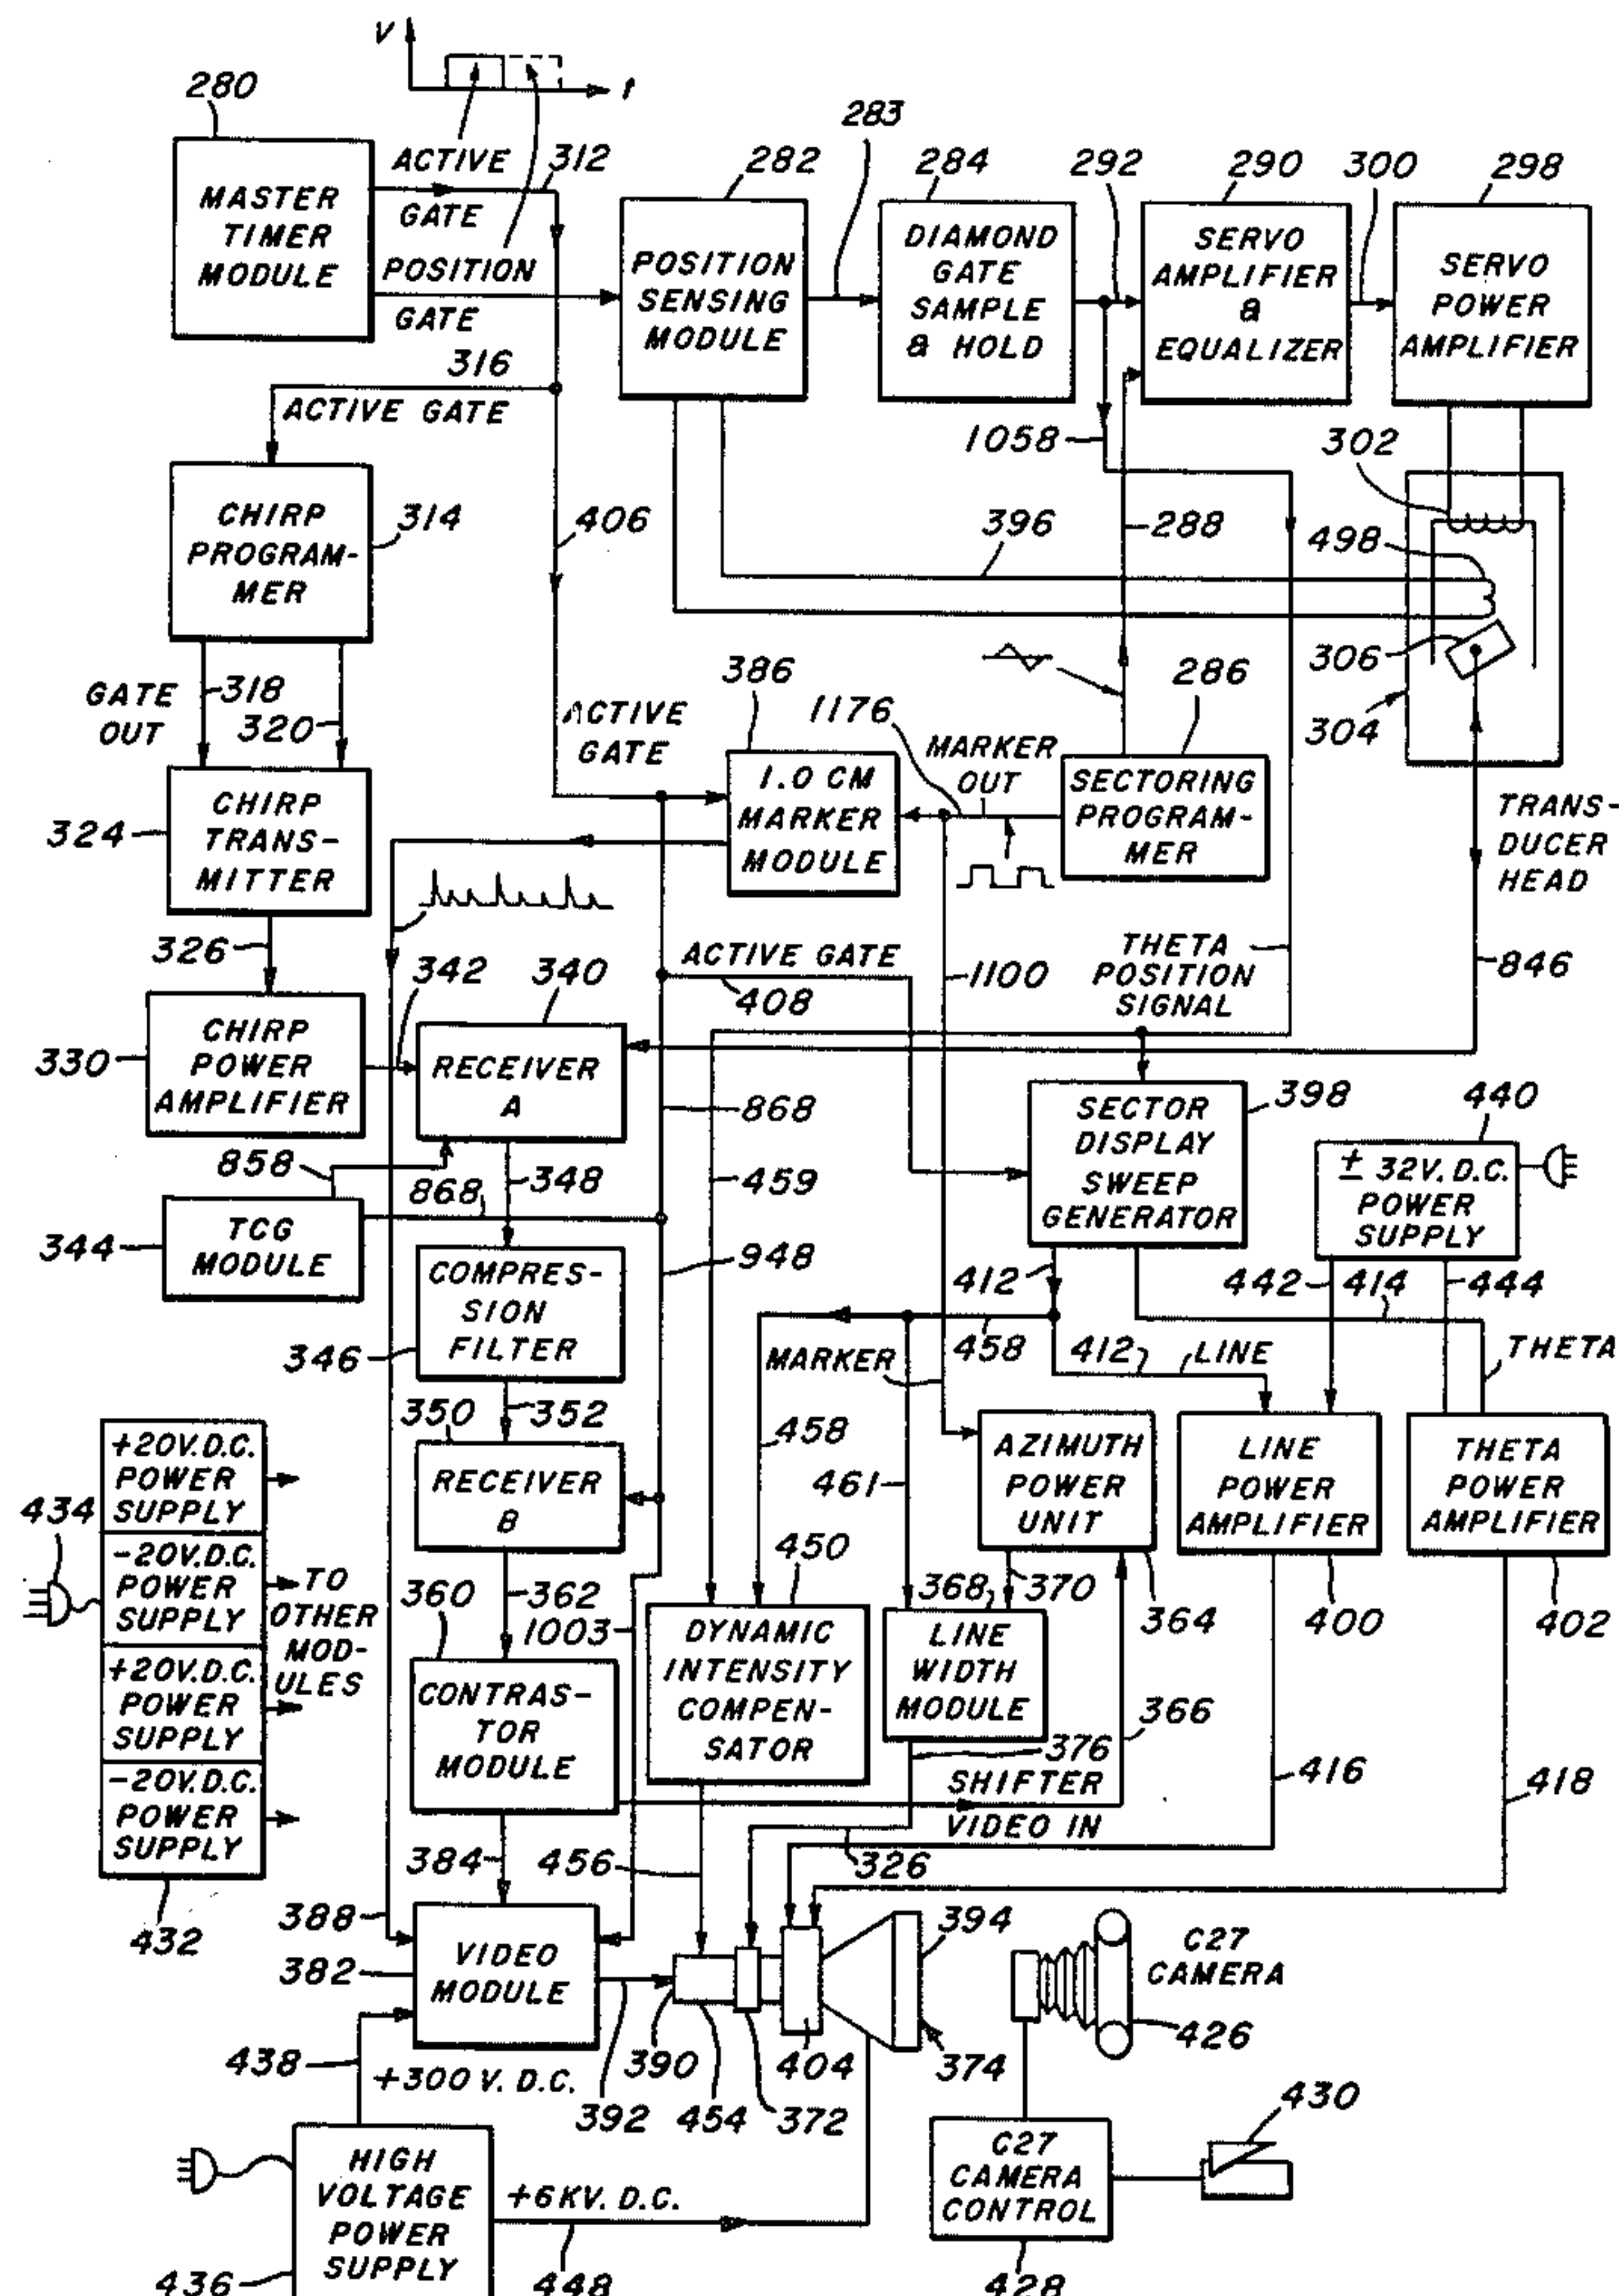 V
t
280
ACTIVE
GATE
312
MASTER
TIMER
MODULE
POSITION
GATE
282
POSITION
SENSING
MODULE
283
284
DIAMOND
GATE
SAMPLE
& HOLD
292
290
SERVO
AMPLIFIER
&
EQUALIZER
300
298
SERVO
POWER
AMPLIFIER
316
ACTIVE GATE
1058
302
CHIRP
PROGRAM-
MER
314
406
396
288
498
306
304
GATE
OUT
318
320
386
ACTIVE
GATE
1176
MARKER
OUT
286
1.0 CM
MARKER
MODULE
SECTORING
PROGRAM-
MER
TRANS-
DUCER
HEAD
324
CHIRP
TRANS-
MITTER
326
342
340
ACTIVE GATE
408
1100
THETA
POSITION
SIGNAL
846
330
CHIRP
POWER
AMPLIFIER
RECEIVER
A
868
398
SECTOR
DISPLAY
SWEEP
GENERATOR
440
± 32V. D.C.
POWER
SUPPLY
858
868
348
459
344
TCG
MODULE
948
412
442
414
444
COMPRES-
SION
FILTER
346
MARKER
458
412
LINE
THETA
350
352
458
461
+20V.D.C.
POWER
SUPPLY
434
-20V.D.C.
POWER
SUPPLY
TO
OTHER
MOD-
ULES
+20V.D.C.
POWER
SUPPLY
-20V.D.C.
POWER
SUPPLY
432
RECEIVER
B
AZIMUTH
POWER
UNIT
LINE
POWER
AMPLIFIER
THETA
POWER
AMPLIFIER
450
360
362
1003
368
370
364
400
402
CONTRAS-
TOR
MODULE
DYNAMIC
INTENSITY
COMPEN-
SATOR
LINE
WIDTH
MODULE
366
376
SHIFTER
VIDEO IN
416
418
384
456
326
388
382
VIDEO
MODULE
394
C27
CAMERA
438
+300 V. D.C.
390
404
374
426
392
454
372
430
HIGH
VOLTAGE
POWER
SUPPLY
+6KV. D.C.
C27
CAMERA
CONTROL
436
448
428